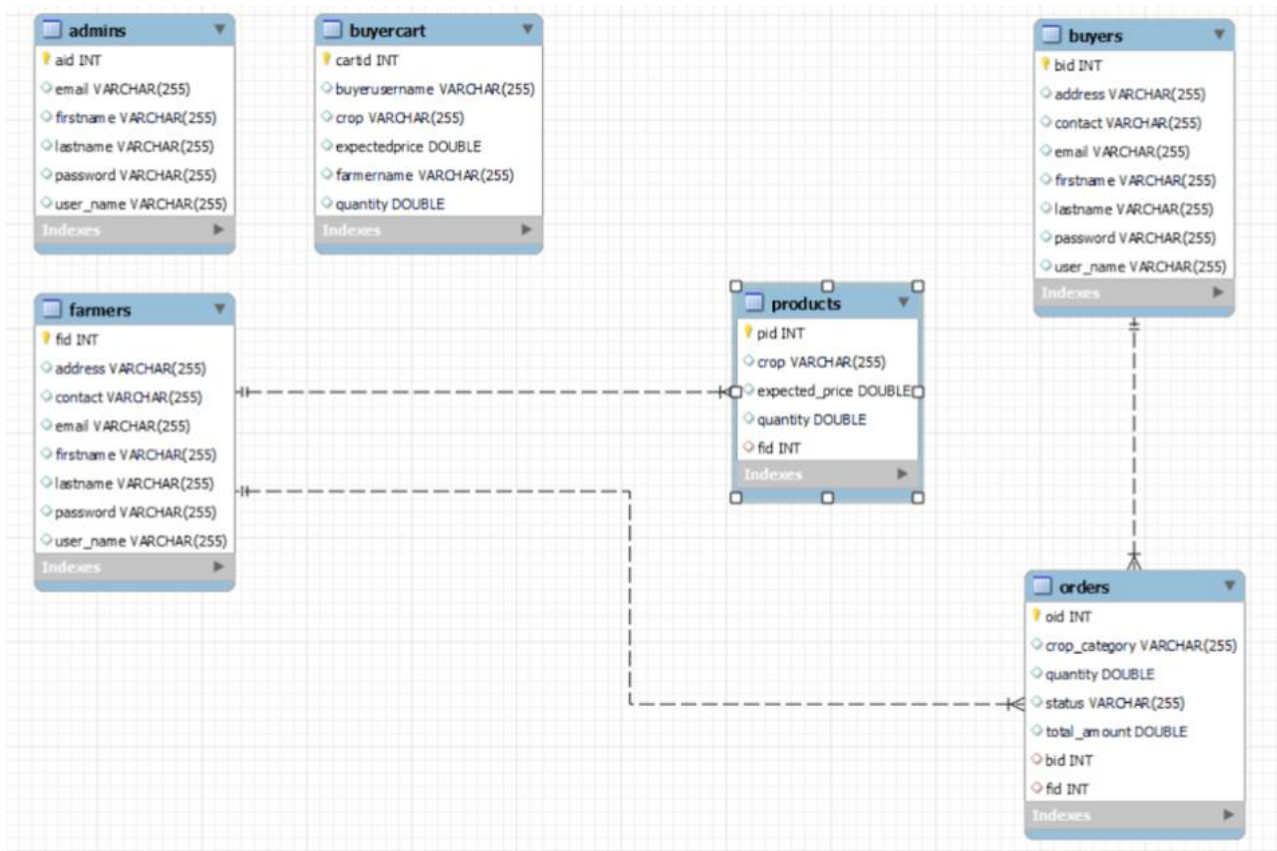 admins
aid INT
email VARCHAR(255)
firstname VARCHAR(255)
lastname VARCHAR(255)
password VARCHAR(255)
user_name VARCHAR(255)
Indexes
buyercart
cartid INT
buyerusername VARCHAR(255)
crop VARCHAR(255)
expectedprice DOUBLE
farmername VARCHAR(255)
quantity DOUBLE
Indexes
buyers
bid INT
address VARCHAR(255)
contact VARCHAR(255)
email VARCHAR(255)
firstname VARCHAR(255)
lastname VARCHAR(255)
password VARCHAR(255)
user_name VARCHAR(255)
Indexes
farmers
fid INT
address VARCHAR(255)
contact VARCHAR(255)
email VARCHAR(255)
firstname VARCHAR(255)
lastname VARCHAR(255)
password VARCHAR(255)
user_name VARCHAR(255)
Indexes
products
pid INT
crop VARCHAR(255)
expected_price DOUBLE
quantity DOUBLE
fid INT
Indexes
orders
oid INT
crop_category VARCHAR(255)
quantity DOUBLE
status VARCHAR(255)
total_amount DOUBLE
bid INT
fid INT
Indexes